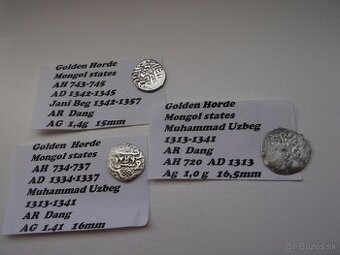 Golden Horde
Mongol states
AH 743-745
AD 1342-1345
Jani Beg 1342-1357
AR Dang
AG 1,4g 15mm
Golden Horde
Mongol states
Muhammad Uzbeg
1313-1341
AR Dang
AH 720 AD 1313
Ag 1,0 g 16,5mm
Golden Horde
Mongol states
AH 734-737
AD 1334-1337
Muhammad Uzbeg
1313-1341
AR Dang
AG 1.41 16mm
© Bazos.sk